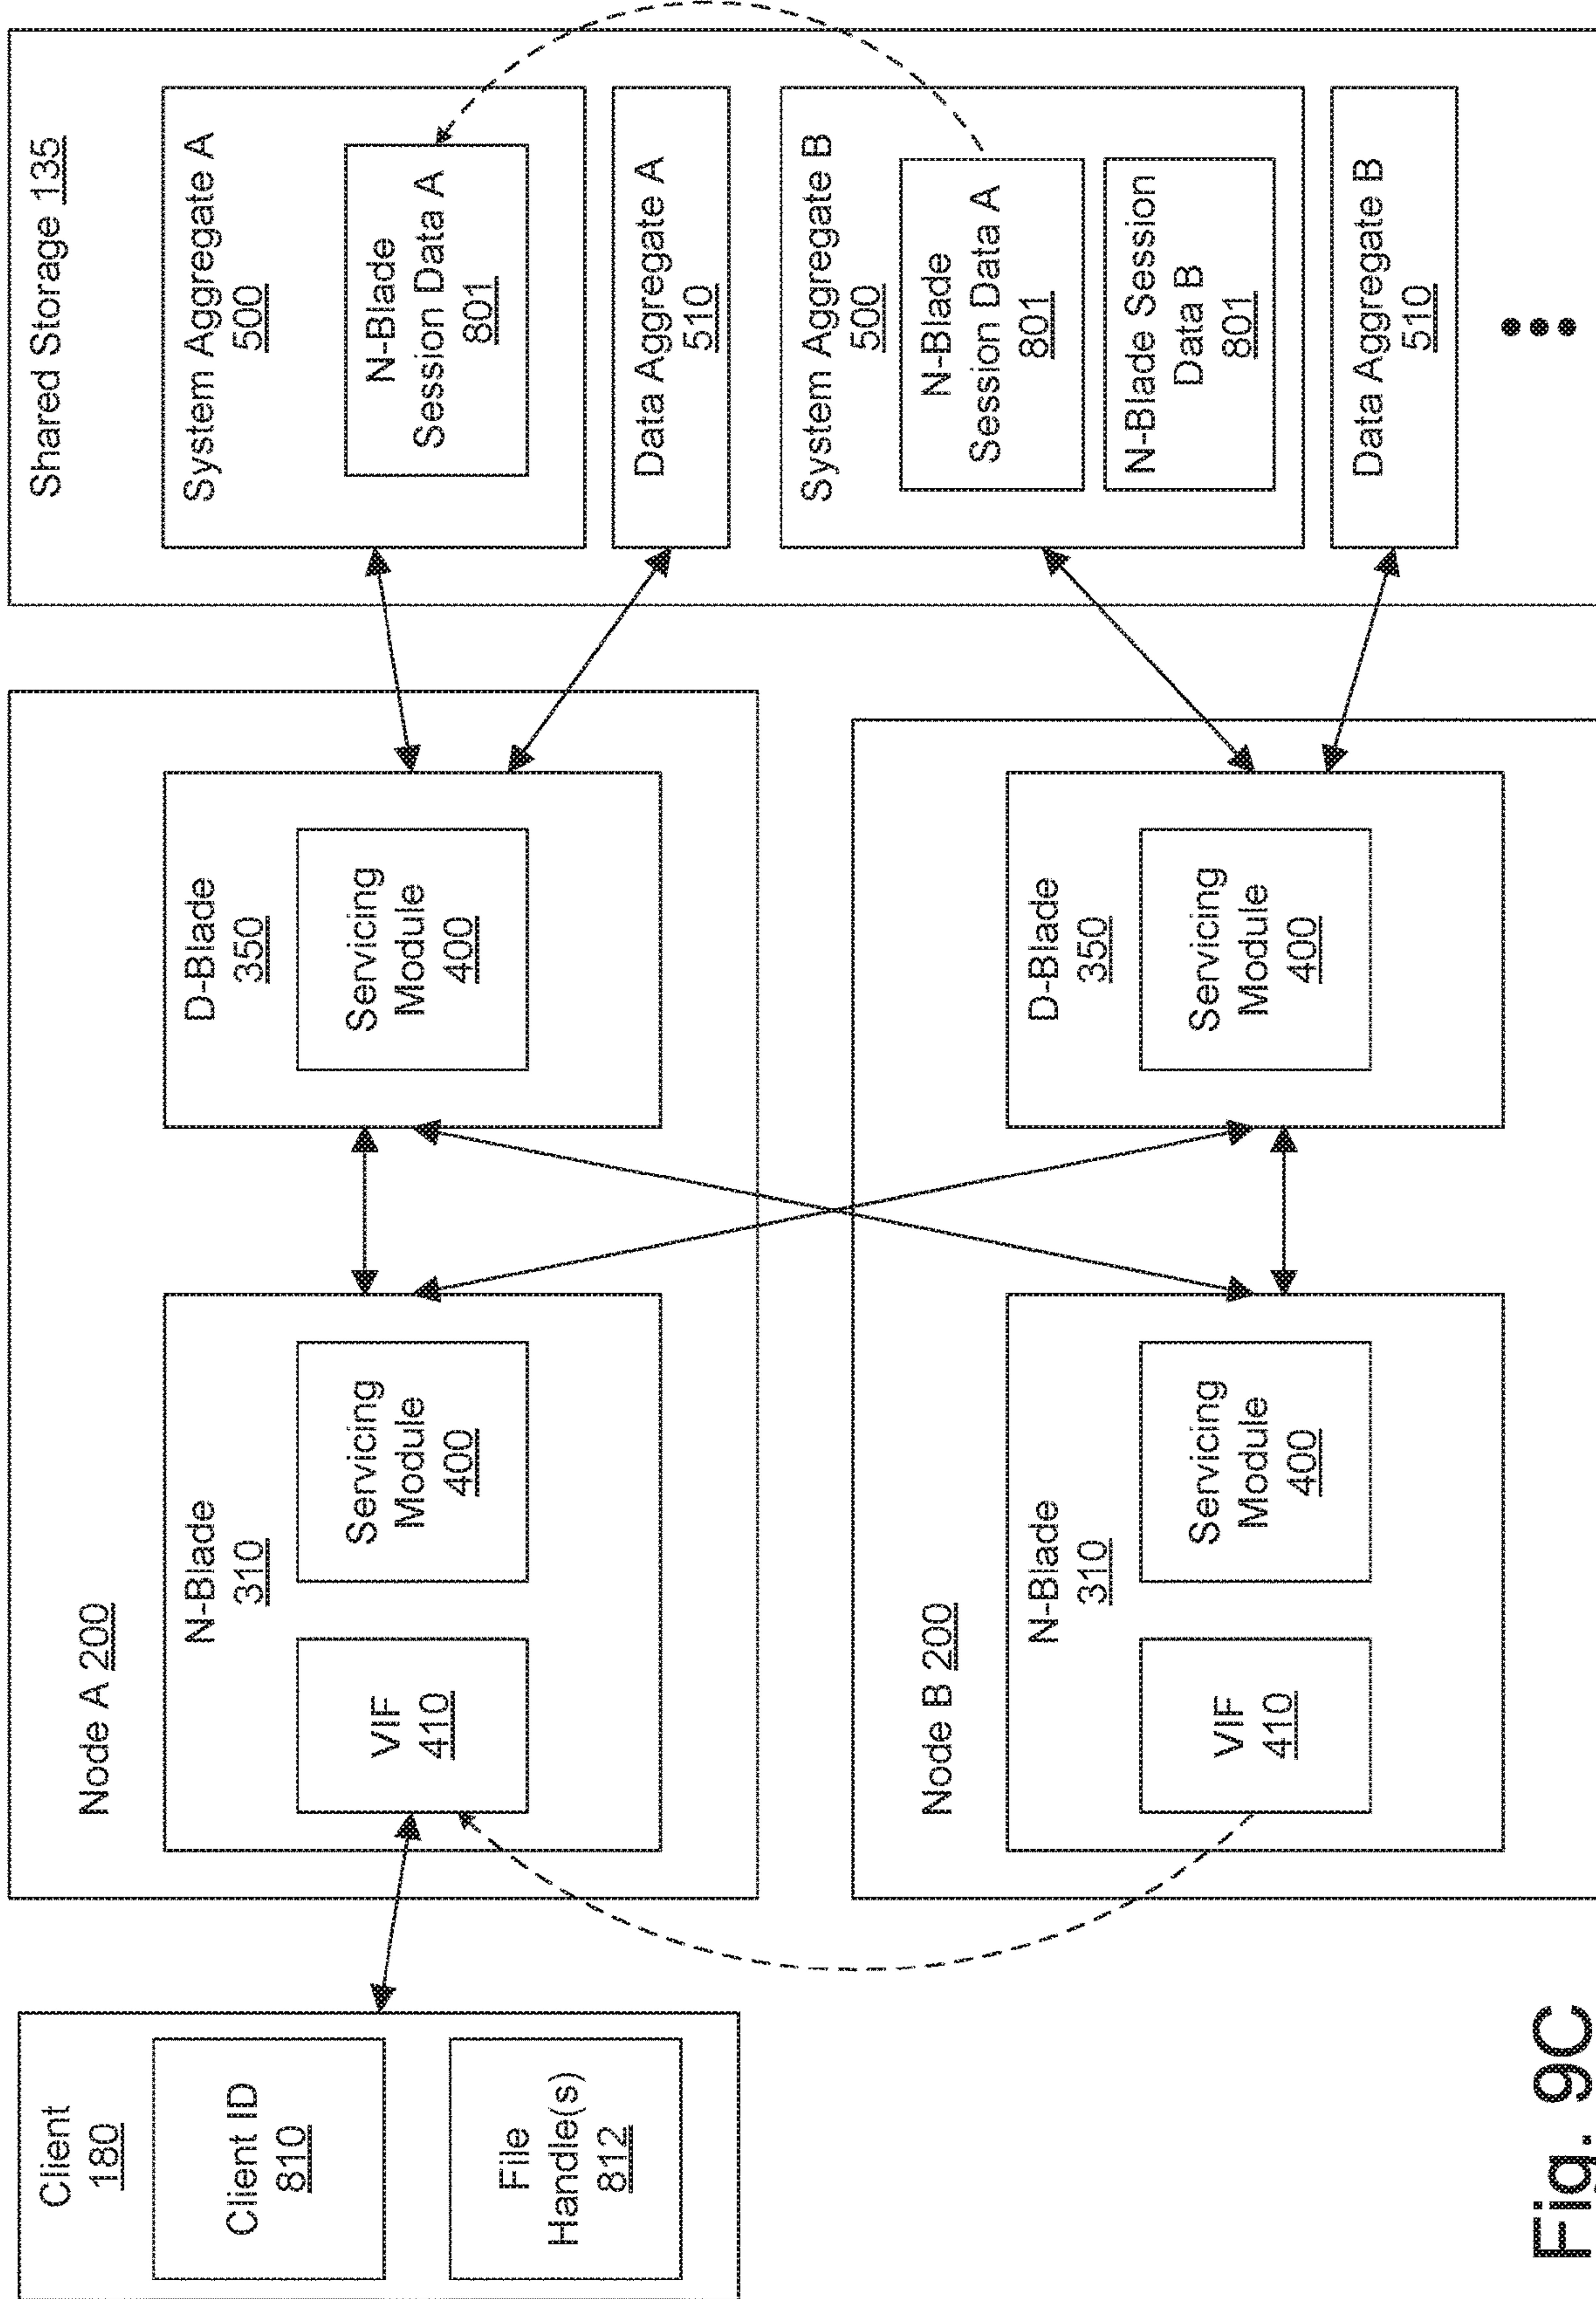 Client
180
Client ID
810
File
Handle(s)
812
Node A 200
N-Blade
310
VIF
410
Servicing
Module
400
D-Blade
350
Servicing
Module
400
Node B 200
N-Blade
310
VIF
410
Servicing
Module
400
D-Blade
350
Servicing
Module
400
Shared Storage 135
System Aggregate A
500
N-Blade
Session Data A
801
Data Aggregate A
510
System Aggregate B
500
N-Blade
Session Data A
801
N-Blade Session
Data B
801
Data Aggregate B
510
Fig. 9C